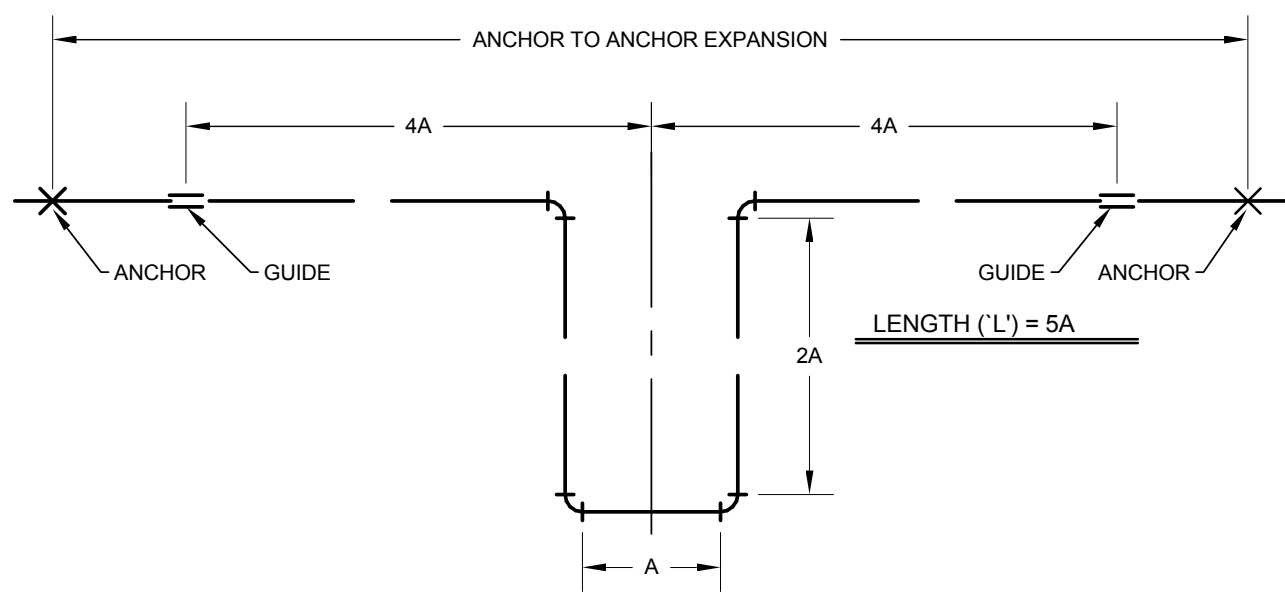 ANCHOR TO ANCHOR EXPANSION
4A
4A
ANCHOR
GUIDE
GUIDE
ANCHOR
LENGTH (`L') = 5A
2A
A